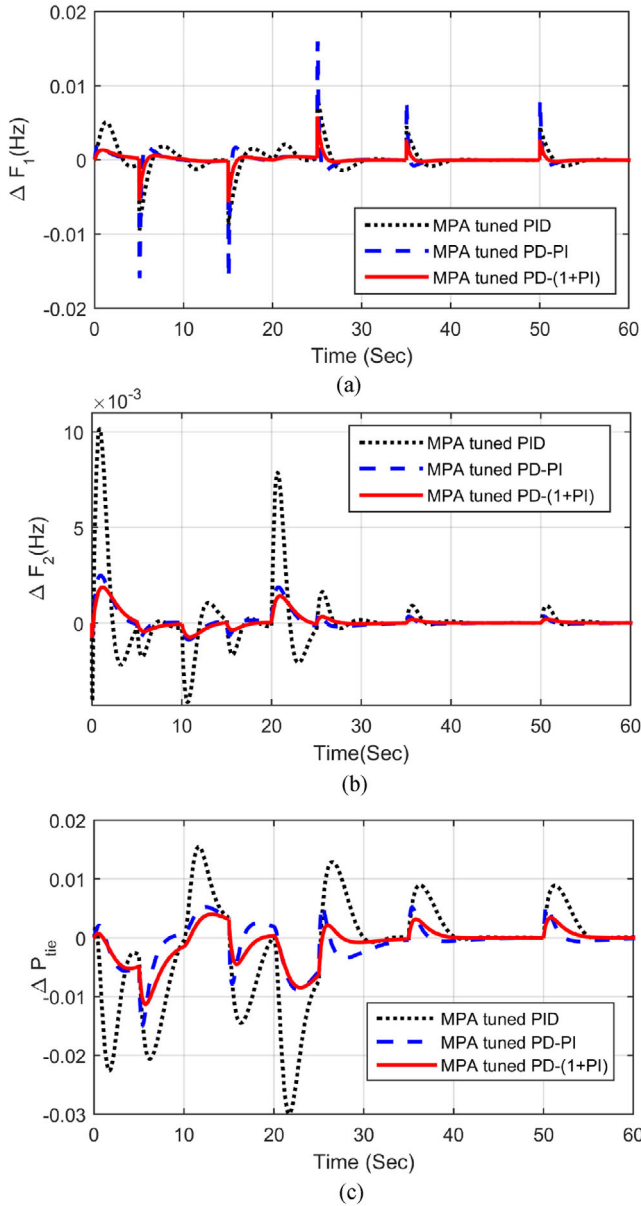 0.02
0.01
0
-0.01
-0.02
Δ F1(Hz)
MPA tuned PID
MPA tuned PD-PI
MPA tuned PD-(1+PI)
0 10 20 30 40 50 60
Time (Sec)
(a)
×10-3
10
5
0
Δ F2(Hz)
MPA tuned PID
MPA tuned PD-PI
MPA tuned PD-(1+PI)
0 10 20 30 40 50 60
Time(Sec)
(b)
0.02
0.01
0
-0.01
-0.02
-0.03
Δ Ptie
MPA tuned PID
MPA tuned PD-PI
MPA tuned PD-(1+PI)
0 10 20 30 40 50 60
Time (Sec)
(c)